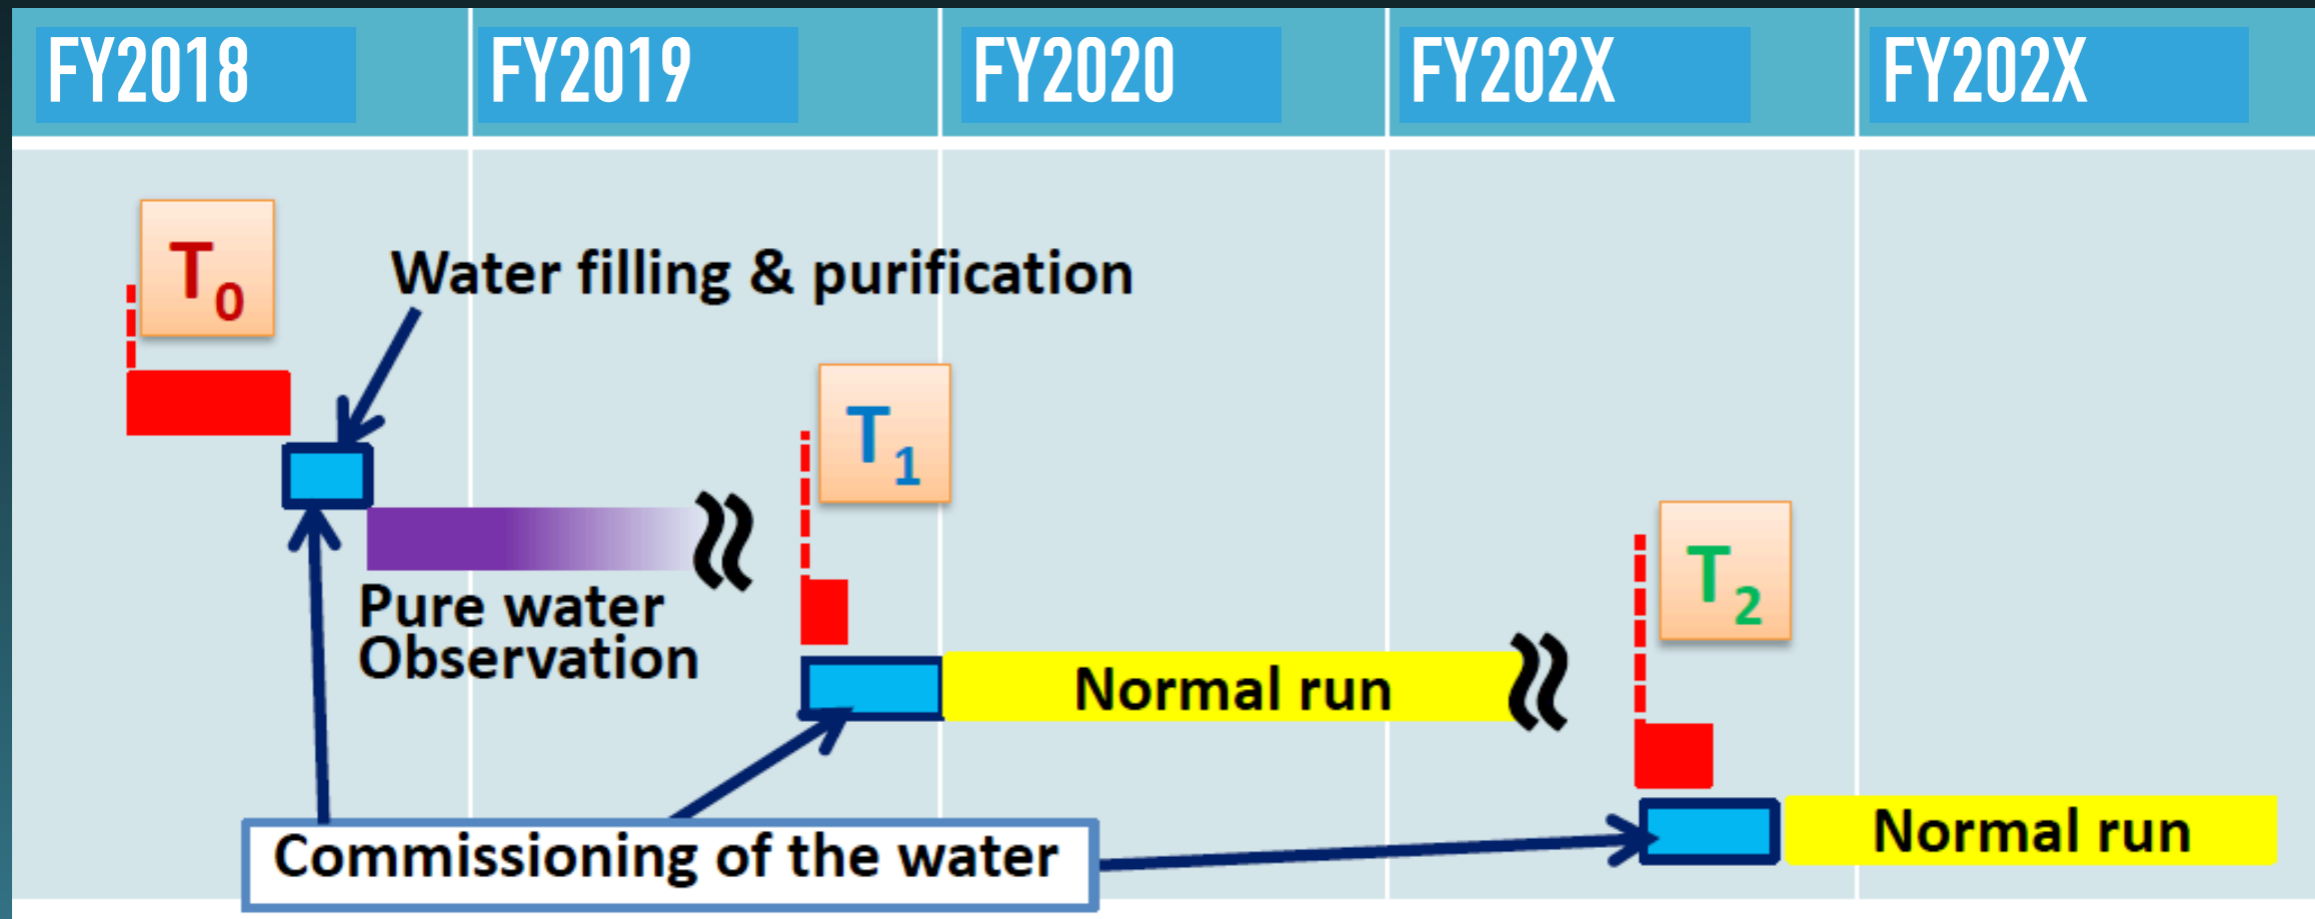 FY2018
FY2019
FY2020
FY202X
FY202X
T0
Water filling & purification
T1
Pure water
Observation
T2
Normal run
Commissioning of the water
Normal run